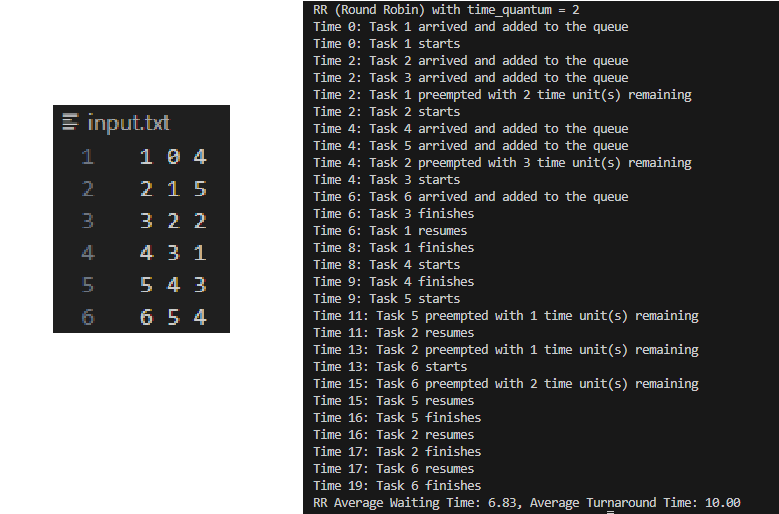 input.txt
1 1 0 4
2 2 1 5
3 3 2 2
4 4 3 1
5 5 4 3
6 6 5 4
RR (Round Robin) with time_quantum = 2
Time 0: Task 1 arrived and added to the queue
Time 0: Task 1 starts
Time 2: Task 2 arrived and added to the queue
Time 2: Task 3 arrived and added to the queue
Time 2: Task 1 preempted with 2 time unit(s) remaining
Time 2: Task 2 starts
Time 4: Task 4 arrived and added to the queue
Time 4: Task 5 arrived and added to the queue
Time 4: Task 2 preempted with 3 time unit(s) remaining
Time 4: Task 3 starts
Time 6: Task 6 arrived and added to the queue
Time 6: Task 3 finishes
Time 6: Task 1 resumes
Time 8: Task 1 finishes
Time 8: Task 4 starts
Time 9: Task 4 finishes
Time 9: Task 5 starts
Time 11: Task 5 preempted with 1 time unit(s) remaining
Time 11: Task 2 resumes
Time 13: Task 2 preempted with 1 time unit(s) remaining
Time 13: Task 6 starts
Time 15: Task 6 preempted with 2 time unit(s) remaining
Time 15: Task 5 resumes
Time 16: Task 5 finishes
Time 16: Task 2 resumes
Time 17: Task 2 finishes
Time 17: Task 6 resumes
Time 19: Task 6 finishes
RR Average Waiting Time: 6.83, Average Turnaround Time: 10.00